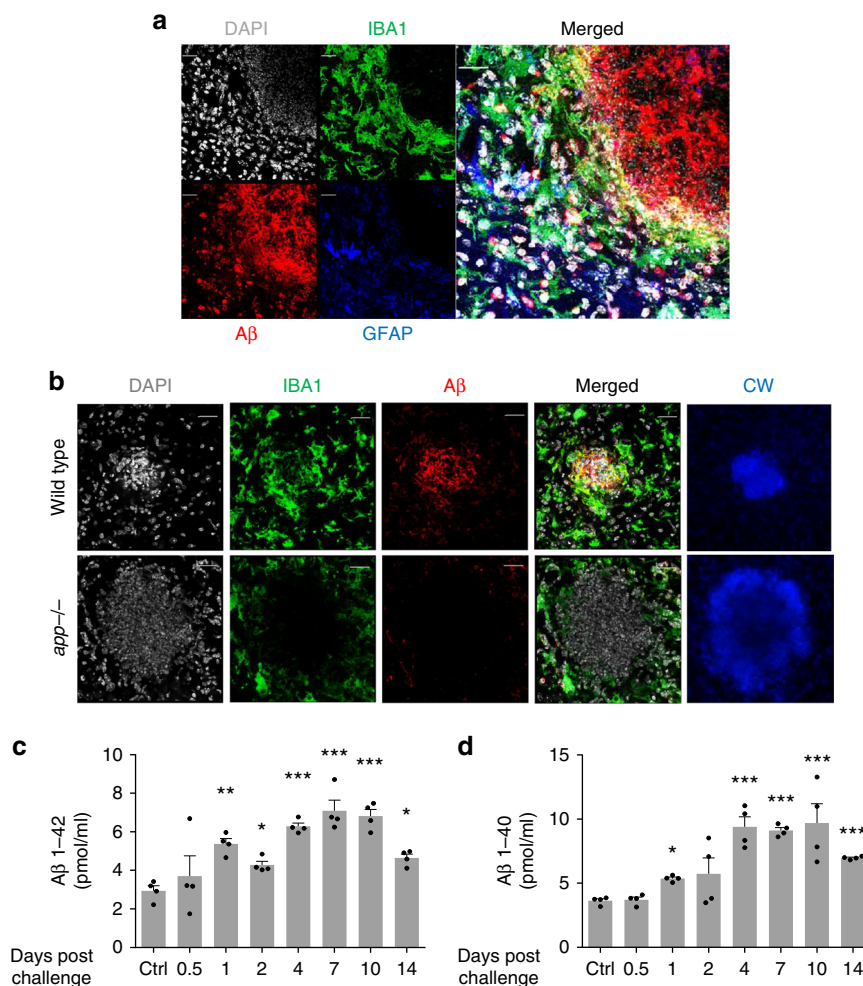 a
DAPI IBA1 Merged
Aβ GFAP
b
DAPI IBA1 Aβ Merged CW
Wild type
app–/–
c
Aβ 1–42
(pmol/ml)
10
8
6
4
2
0
** * *** *** *** *
Days post
challenge
Ctrl 0.5 1 2 4 7 10 14
d
Aβ 1–40
(pmol/ml)
15
10
5
0
* *** *** *** ***
Days post
challenge
Ctrl 0.5 1 2 4 7 10 14